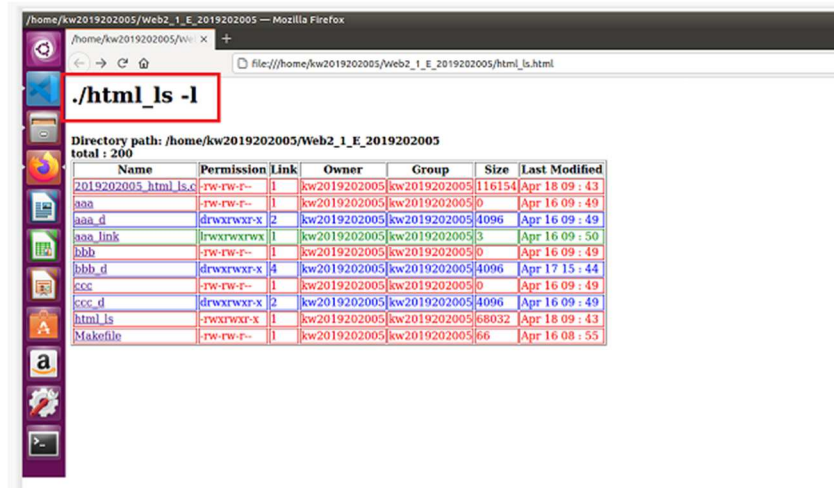 /home/kw2019202005/Web2_1_E_2019202005 — Mozilla Firefox
/home/kw2019202005/We × +
file:///home/kw2019202005/Web2_1_E_2019202005/html_ls.html
./html_ls -l
Directory path: /home/kw2019202005/Web2_1_E_2019202005
total : 200
Name Permission Link Owner Group Size Last Modified
2019202005_html_ls.c -rw-rw-r-- 1 kw2019202005 kw2019202005 116154 Apr 18 09 : 43
aaa -rw-rw-r-- 1 kw2019202005 kw2019202005 0 Apr 16 09 : 49
aaa_d drwxrwxr-x 2 kw2019202005 kw2019202005 4096 Apr 16 09 : 49
aaa_link lrwxrwxrwx 1 kw2019202005 kw2019202005 3 Apr 16 09 : 50
bbb -rw-rw-r-- 1 kw2019202005 kw2019202005 0 Apr 16 09 : 49
bbb_d drwxrwxr-x 4 kw2019202005 kw2019202005 4096 Apr 17 15 : 44
ccc -rw-rw-r-- 1 kw2019202005 kw2019202005 0 Apr 16 09 : 49
ccc_d drwxrwxr-x 2 kw2019202005 kw2019202005 4096 Apr 16 09 : 49
html_ls -rwxrwxr-x 1 kw2019202005 kw2019202005 68032 Apr 18 09 : 43
Makefile -rw-rw-r-- 1 kw2019202005 kw2019202005 66 Apr 16 08 : 55